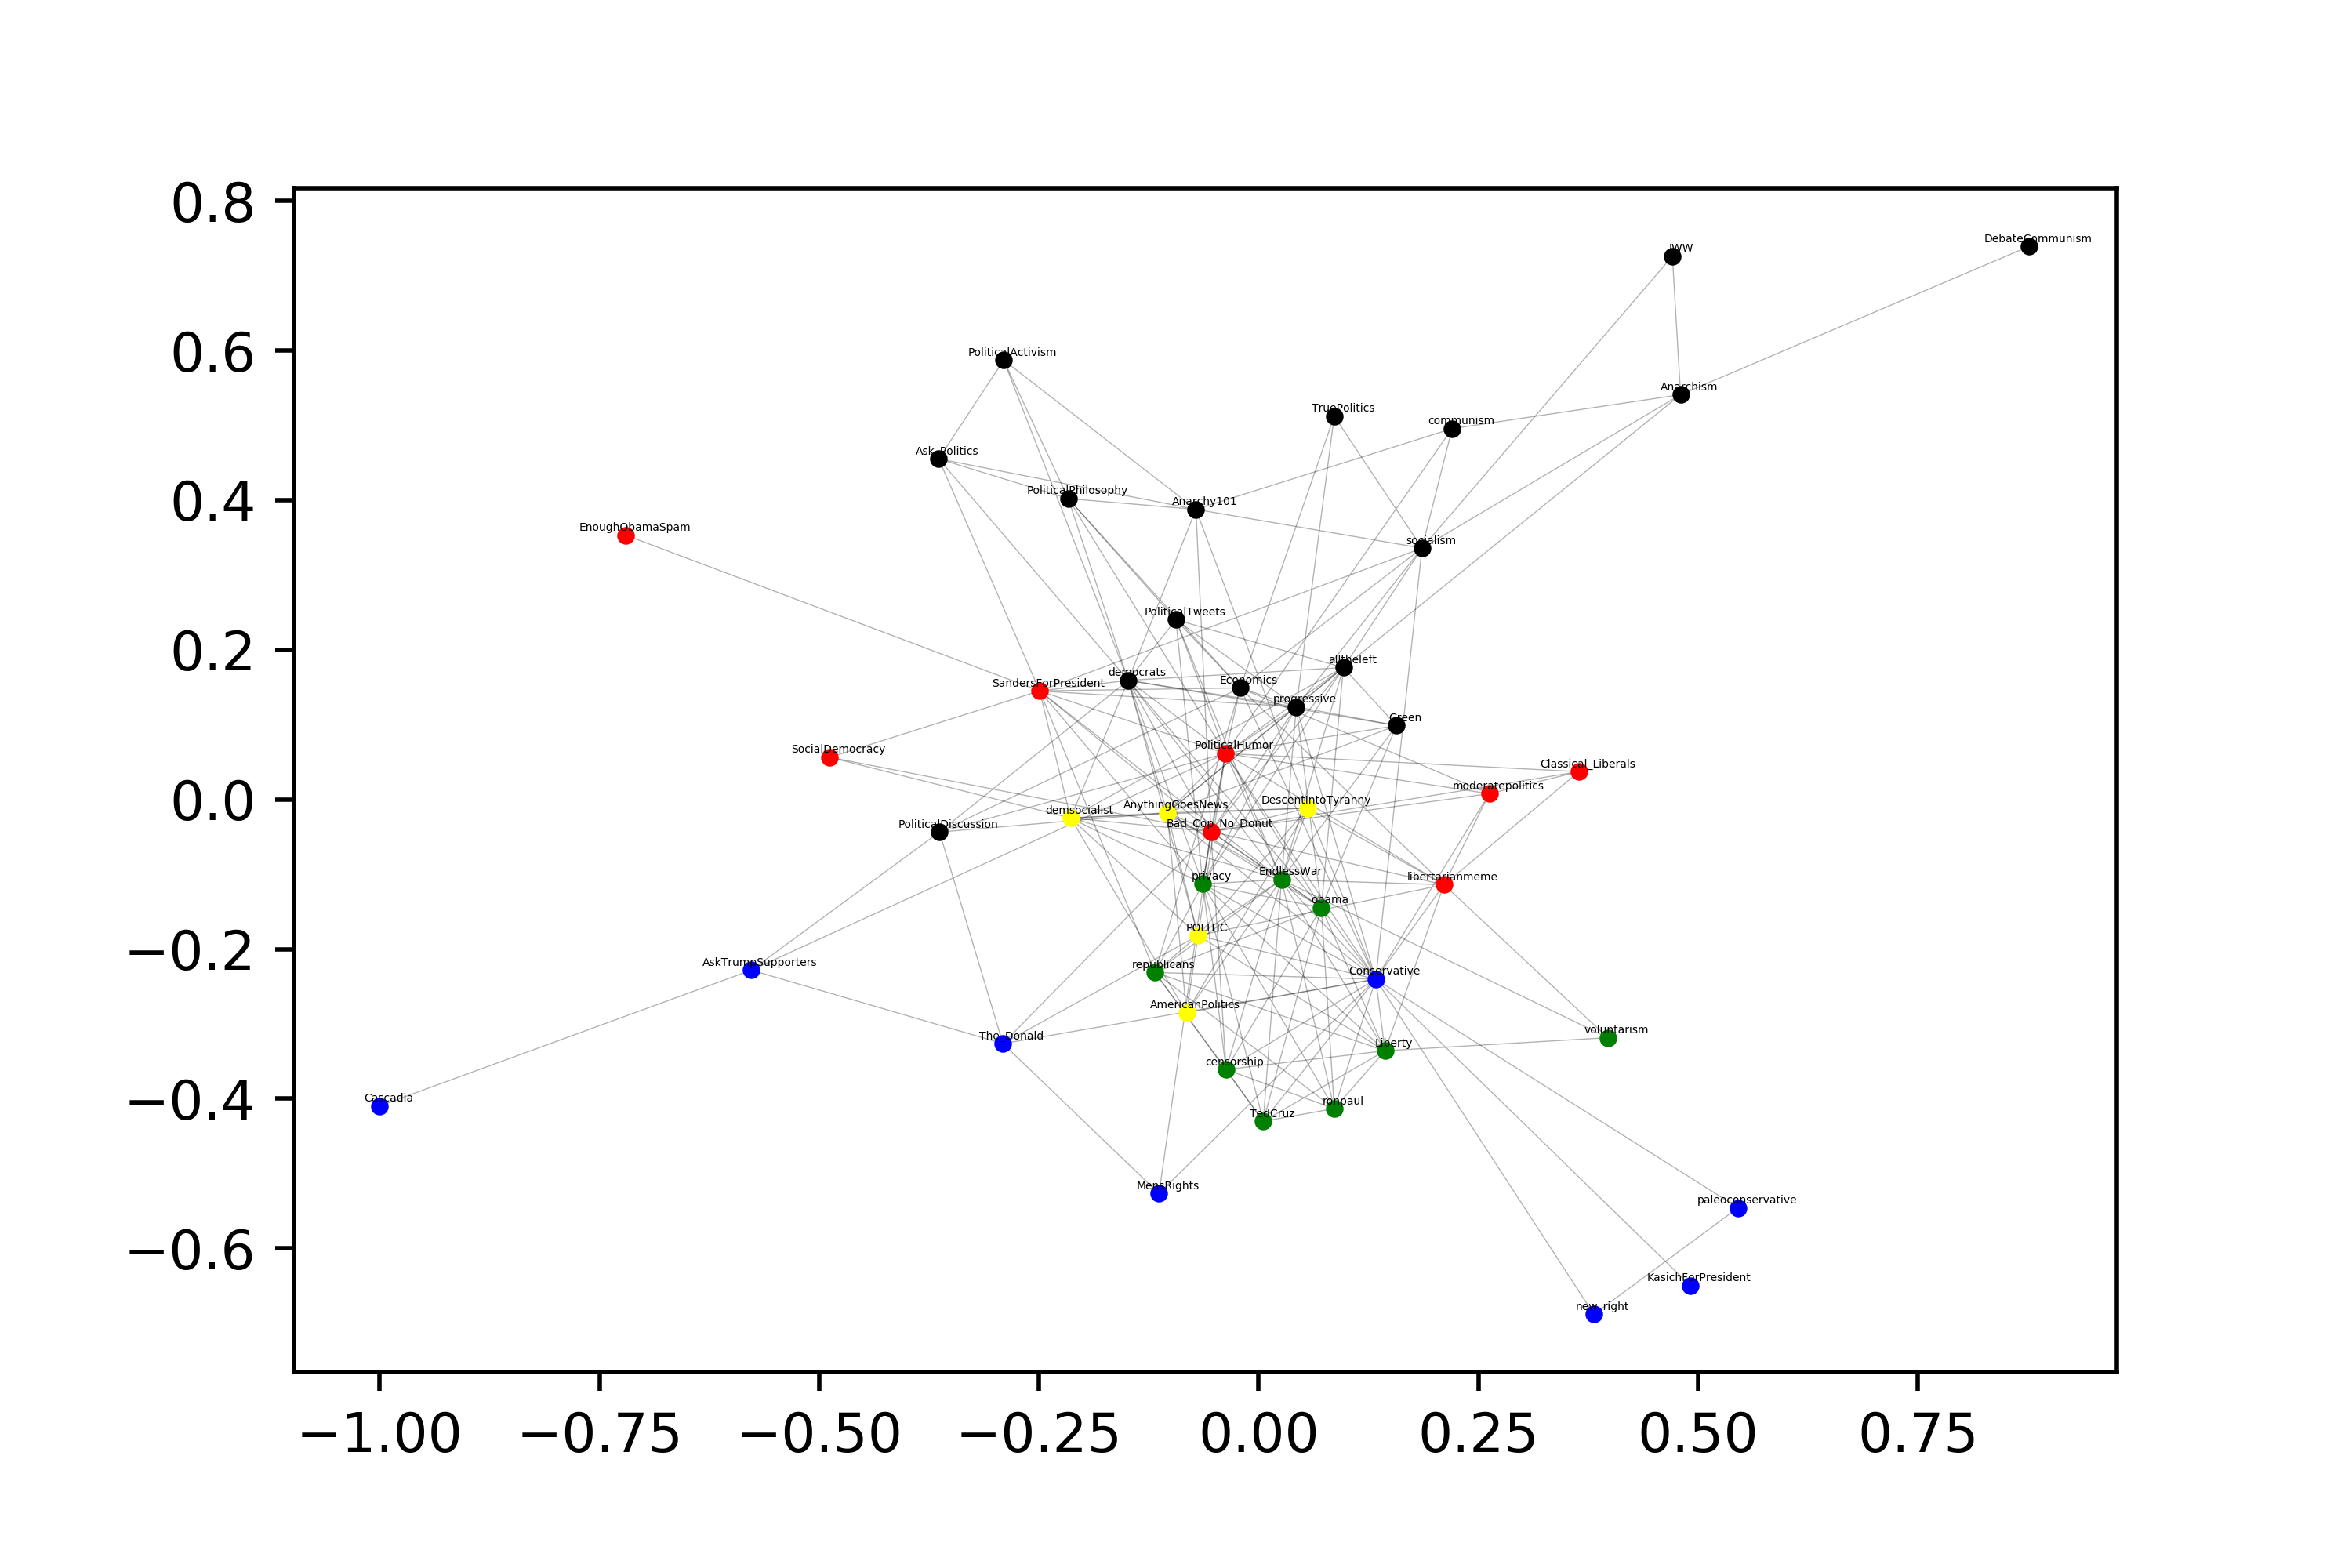 0.8
DebateCommunism
IWW
0.6
PoliticalActivism
Anarchism
TruePolitics
communism
Ask_Politics
PoliticalPhilosophy
0.4
Anarchy101
EnoughObamaSpam
socialism
PoliticalTweets
0.2
alltheleft
democrats
SandersForPresident
Economics
progressive
Green
PoliticalHumor
SocialDemocracy
Classical_Liberals
moderatepolitics
0.0
AnythingGoesNews
DescentIntoTyranny
demsocialist
PoliticalDiscussion
Bad_Cop_No_Donut
EndlessWar
privacy
libertarianmeme
obama
POLITIC
−0.2
AskTrumpSupporters
republicans
Conservative
AmericanPolitics
voluntarism
The_Donald
Liberty
censorship
−0.4
Cascadia
ronpaul
TedCruz
MensRights
paleoconservative
−0.6
KasichForPresident
new_right
−1.00
−0.75
−0.50
−0.25
0.00
0.25
0.50
0.75